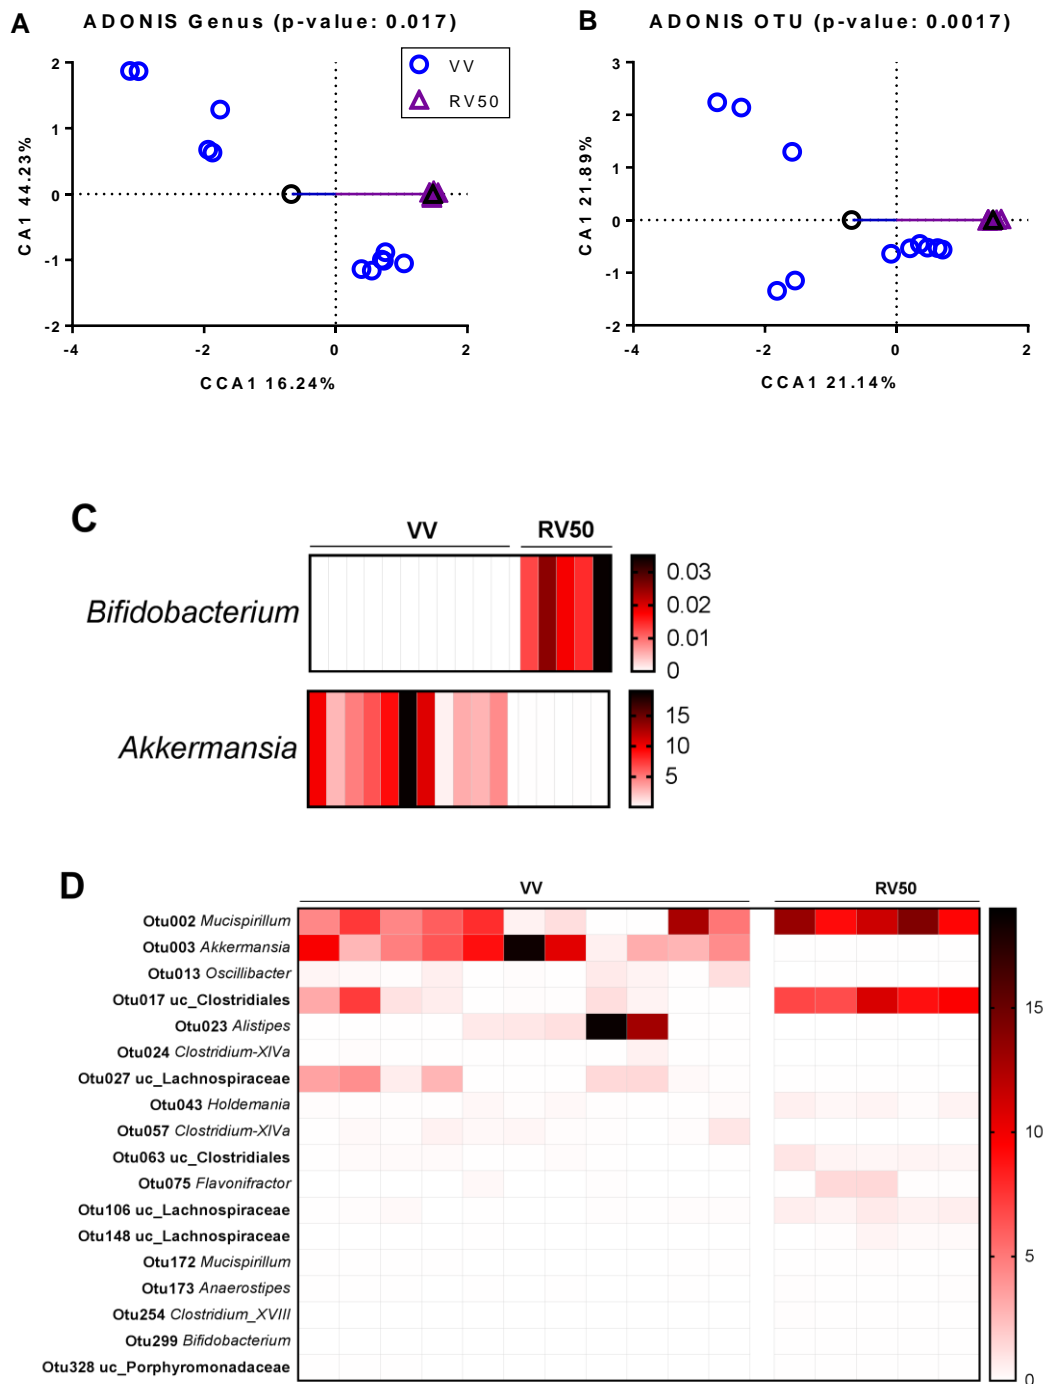 A
ADONIS Genus (p-value: 0.017)
VV
RV50
2
1
0
-1
-2
-4
-2
0
2
CA1 44.23%
CCA1 16.24%
B
ADONIS OTU (p-value: 0.0017)
3
2
1
0
-1
-2
-4
-2
0
2
CA1 21.89%
CCA1 21.14%
C
VV
RV50
Bifidobacterium
0.03
0.02
0.01
0
Akkermansia
15
10
5
D
VV
RV50
Otu002 Mucispirillum
Otu003 Akkermansia
Otu013 Oscillibacter
Otu017 uc_Clostridiales
Otu023 Alistipes
Otu024 Clostridium-XIVa
Otu027 uc_Lachnospiraceae
Otu043 Holdemania
Otu057 Clostridium-XIVa
Otu063 uc_Clostridiales
Otu075 Flavonifractor
Otu106 uc_Lachnospiraceae
Otu148 uc_Lachnospiraceae
Otu172 Mucispirillum
Otu173 Anaerostipes
Otu254 Clostridium_XVIII
Otu299 Bifidobacterium
Otu328 uc_Porphyromonadaceae
15
10
5
0